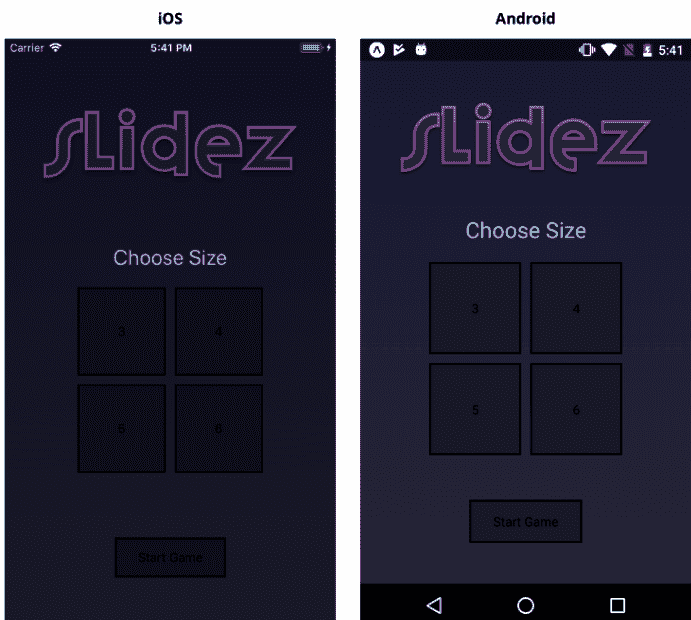 iOS
Carrier 5:41 PM
SLidez
Choose Size
3 4
5 6
Start Game
Android
5:41
SLidez
Choose Size
3 4
5 6
Start Game